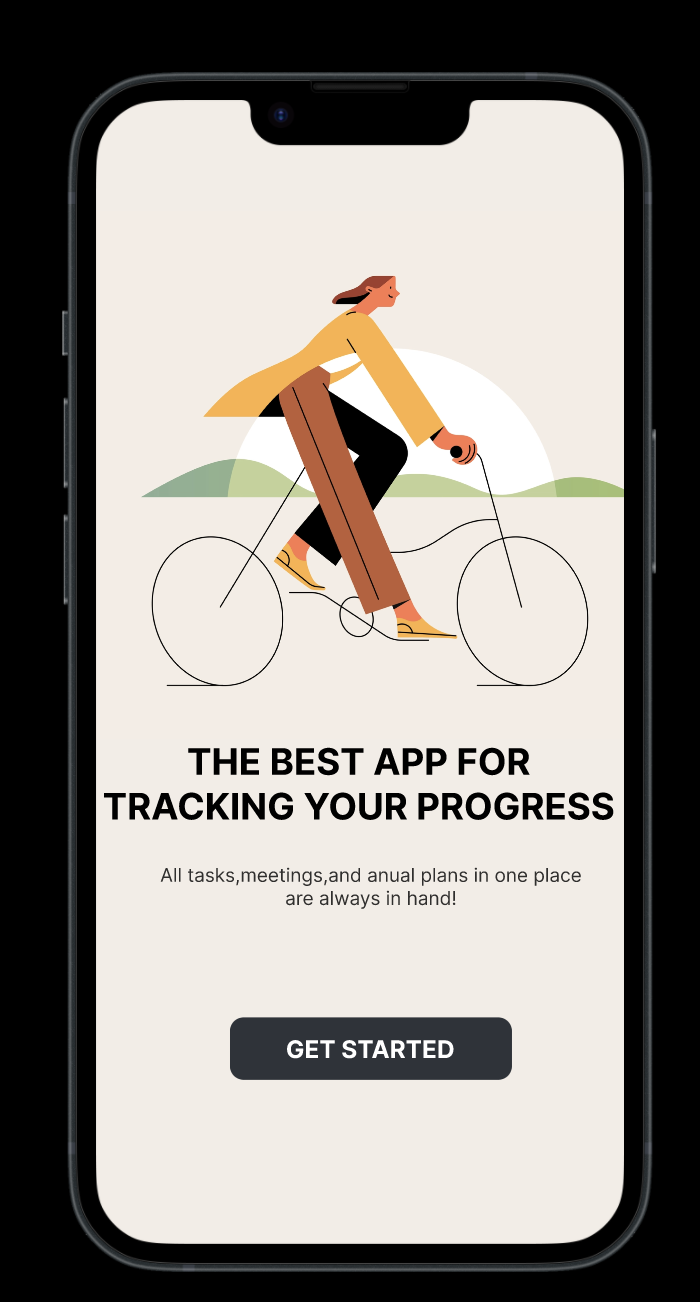 THE BEST APP FOR
TRACKING YOUR PROGRESS
All tasks,meetings,and anual plans in one place
are always in hand!
GET STARTED